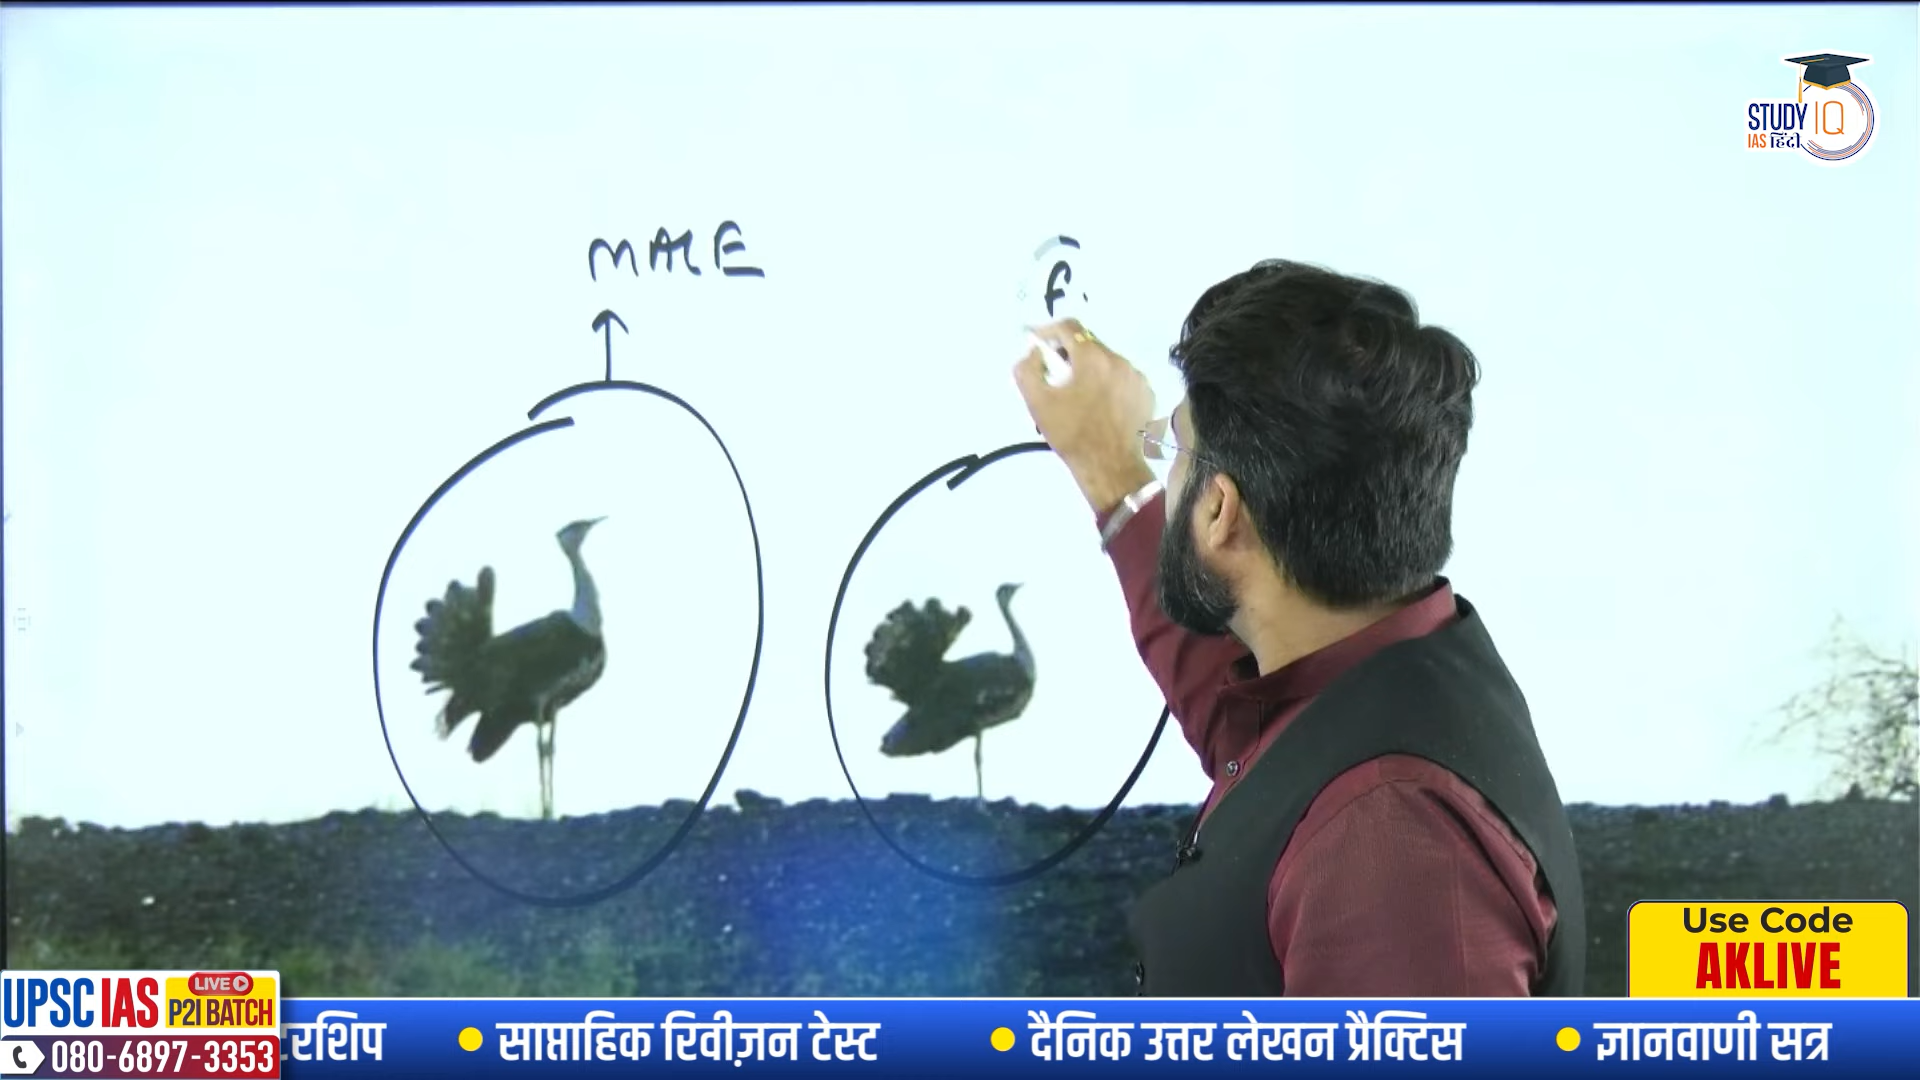 STUDY IQ
IAS हिंदी
MALE
F.
Use Code
AKLIVE
UPSC IAS
LIVE
P2I BATCH
080-6897-3353
टरशिप • साप्ताहिक रिवीज़न टेस्ट • दैनिक उत्तर लेखन प्रैक्टिस • ज्ञानवाणी सत्र